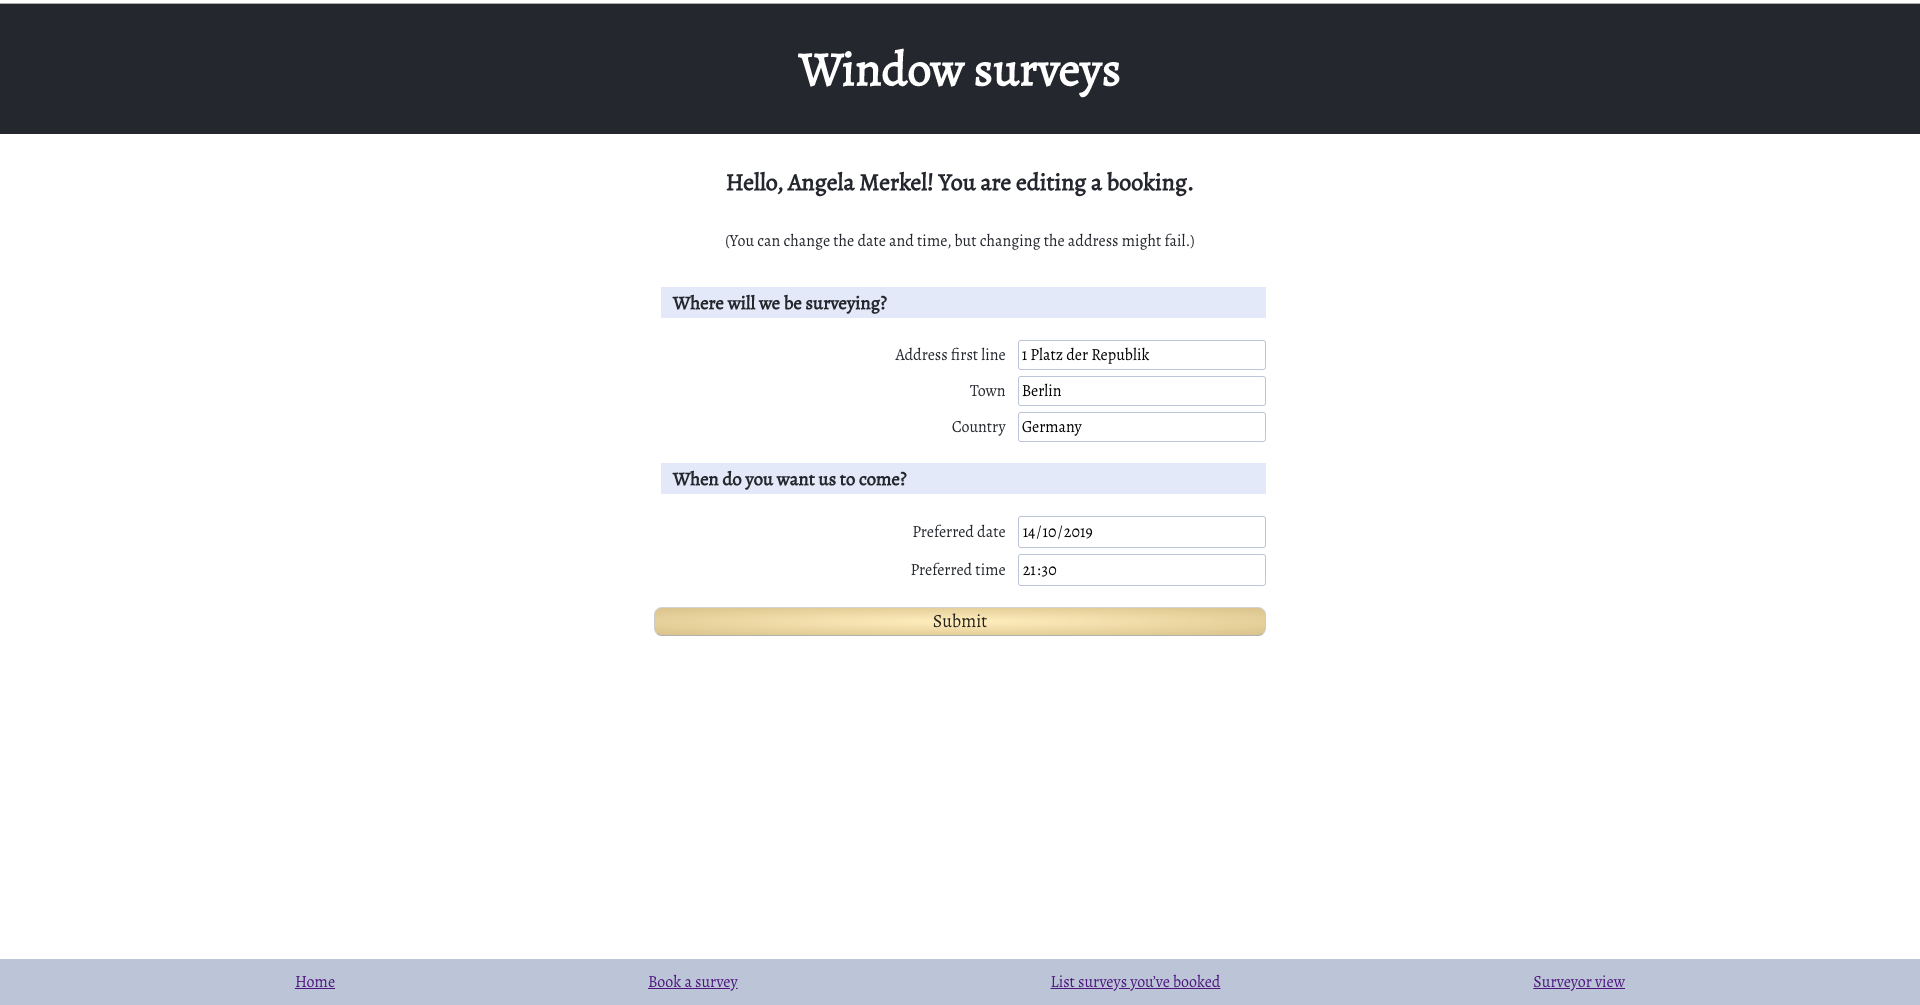 Window surveys
Hello, Angela Merkel! You are editing a booking.
(You can change the date and time, but changing the address might fail.)
Where will we be surveying?
Address first line 1 Platz der Republik
Town Berlin
Country Germany
When do you want us to come?
Preferred date 14/10/2019
Preferred time 21:30
Submit
Home Book a survey List surveys you've booked Surveyor view